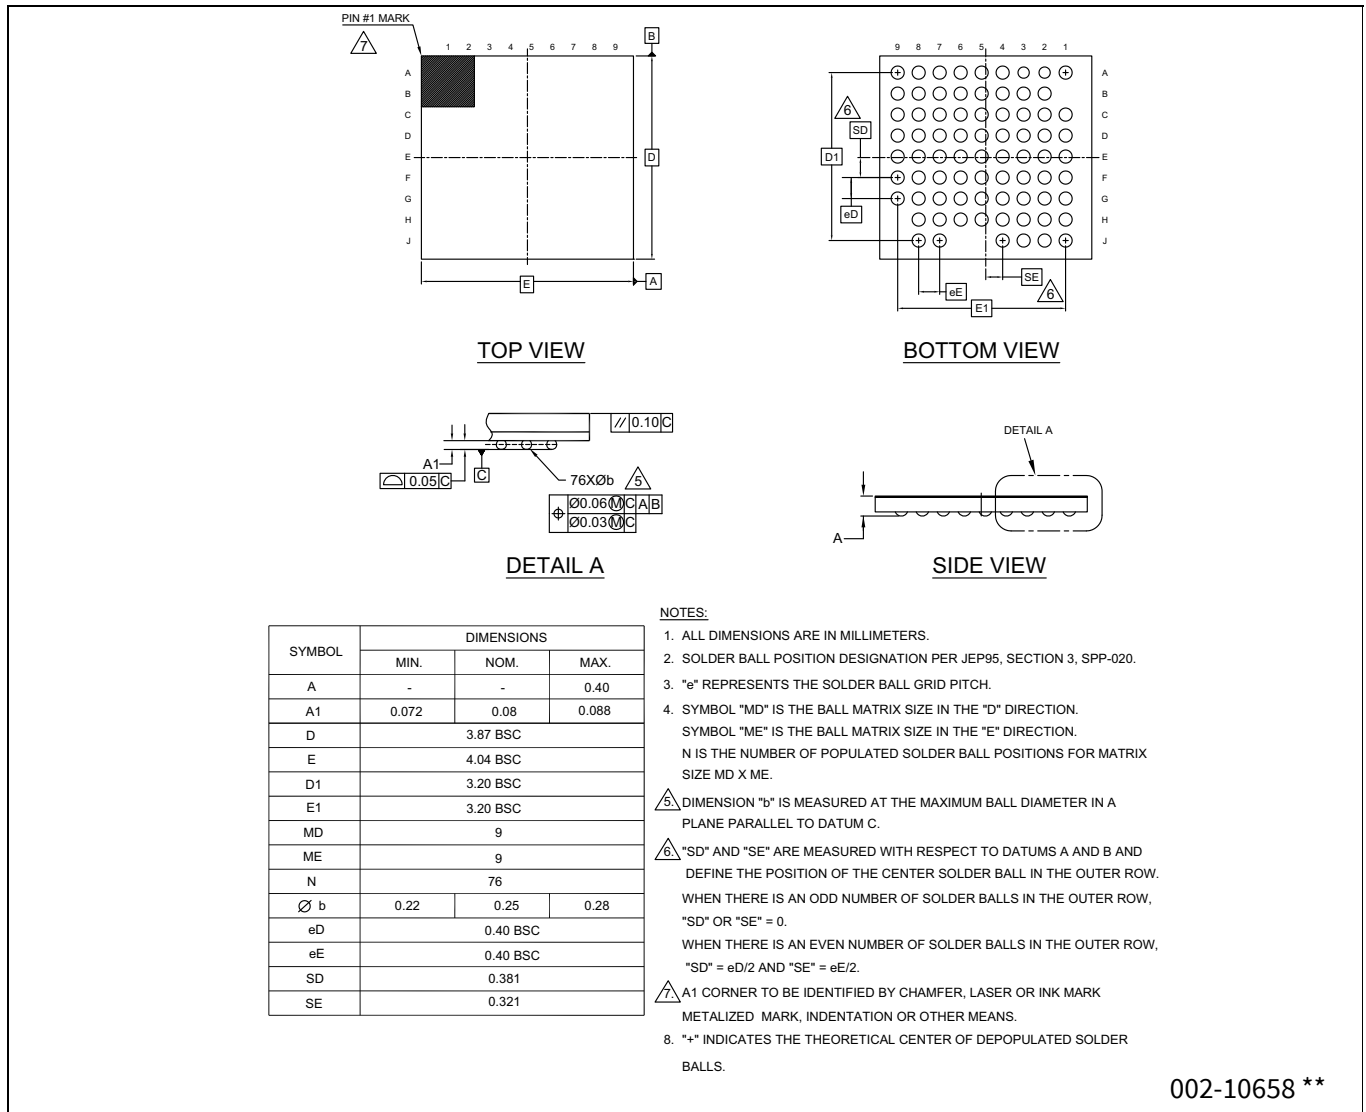 PIN #1 MARK
7
1 2 3 4 5 6 7 8 9
A
B
C
D
E
F
G
H
J
B
D
E
A
TOP VIEW
9 8 7 6 5 4 3 2 1
A
B
C
D
E
F
G
H
J
6
SD
D1
eD
SE
6
eE
E1
BOTTOM VIEW
// 0.10 C
A1
C
0.05 C
76XØb 5
Ø0.06 Ⓜ C A B
Ø0.03 Ⓜ C
DETAIL A
DETAIL A
A
SIDE VIEW
SYMBOL DIMENSIONS
MIN. NOM. MAX.
A - - 0.40
A1 0.072 0.08 0.088
D 3.87 BSC
E 4.04 BSC
D1 3.20 BSC
E1 3.20 BSC
MD 9
ME 9
N 76
Ø b 0.22 0.25 0.28
eD 0.40 BSC
eE 0.40 BSC
SD 0.381
SE 0.321
NOTES:
1. ALL DIMENSIONS ARE IN MILLIMETERS.
2. SOLDER BALL POSITION DESIGNATION PER JEP95, SECTION 3, SPP-020.
3. "e" REPRESENTS THE SOLDER BALL GRID PITCH.
4. SYMBOL "MD" IS THE BALL MATRIX SIZE IN THE "D" DIRECTION.
SYMBOL "ME" IS THE BALL MATRIX SIZE IN THE "E" DIRECTION.
N IS THE NUMBER OF POPULATED SOLDER BALL POSITIONS FOR MATRIX
SIZE MD X ME.
5. DIMENSION "b" IS MEASURED AT THE MAXIMUM BALL DIAMETER IN A
PLANE PARALLEL TO DATUM C.
6. "SD" AND "SE" ARE MEASURED WITH RESPECT TO DATUMS A AND B AND
DEFINE THE POSITION OF THE CENTER SOLDER BALL IN THE OUTER ROW.
WHEN THERE IS AN ODD NUMBER OF SOLDER BALLS IN THE OUTER ROW,
"SD" OR "SE" = 0.
WHEN THERE IS AN EVEN NUMBER OF SOLDER BALLS IN THE OUTER ROW,
"SD" = eD/2 AND "SE" = eE/2.
7. A1 CORNER TO BE IDENTIFIED BY CHAMFER, LASER OR INK MARK
METALIZED MARK, INDENTATION OR OTHER MEANS.
8. "+" INDICATES THE THEORETICAL CENTER OF DEPOPULATED SOLDER
BALLS.
002-10658 **